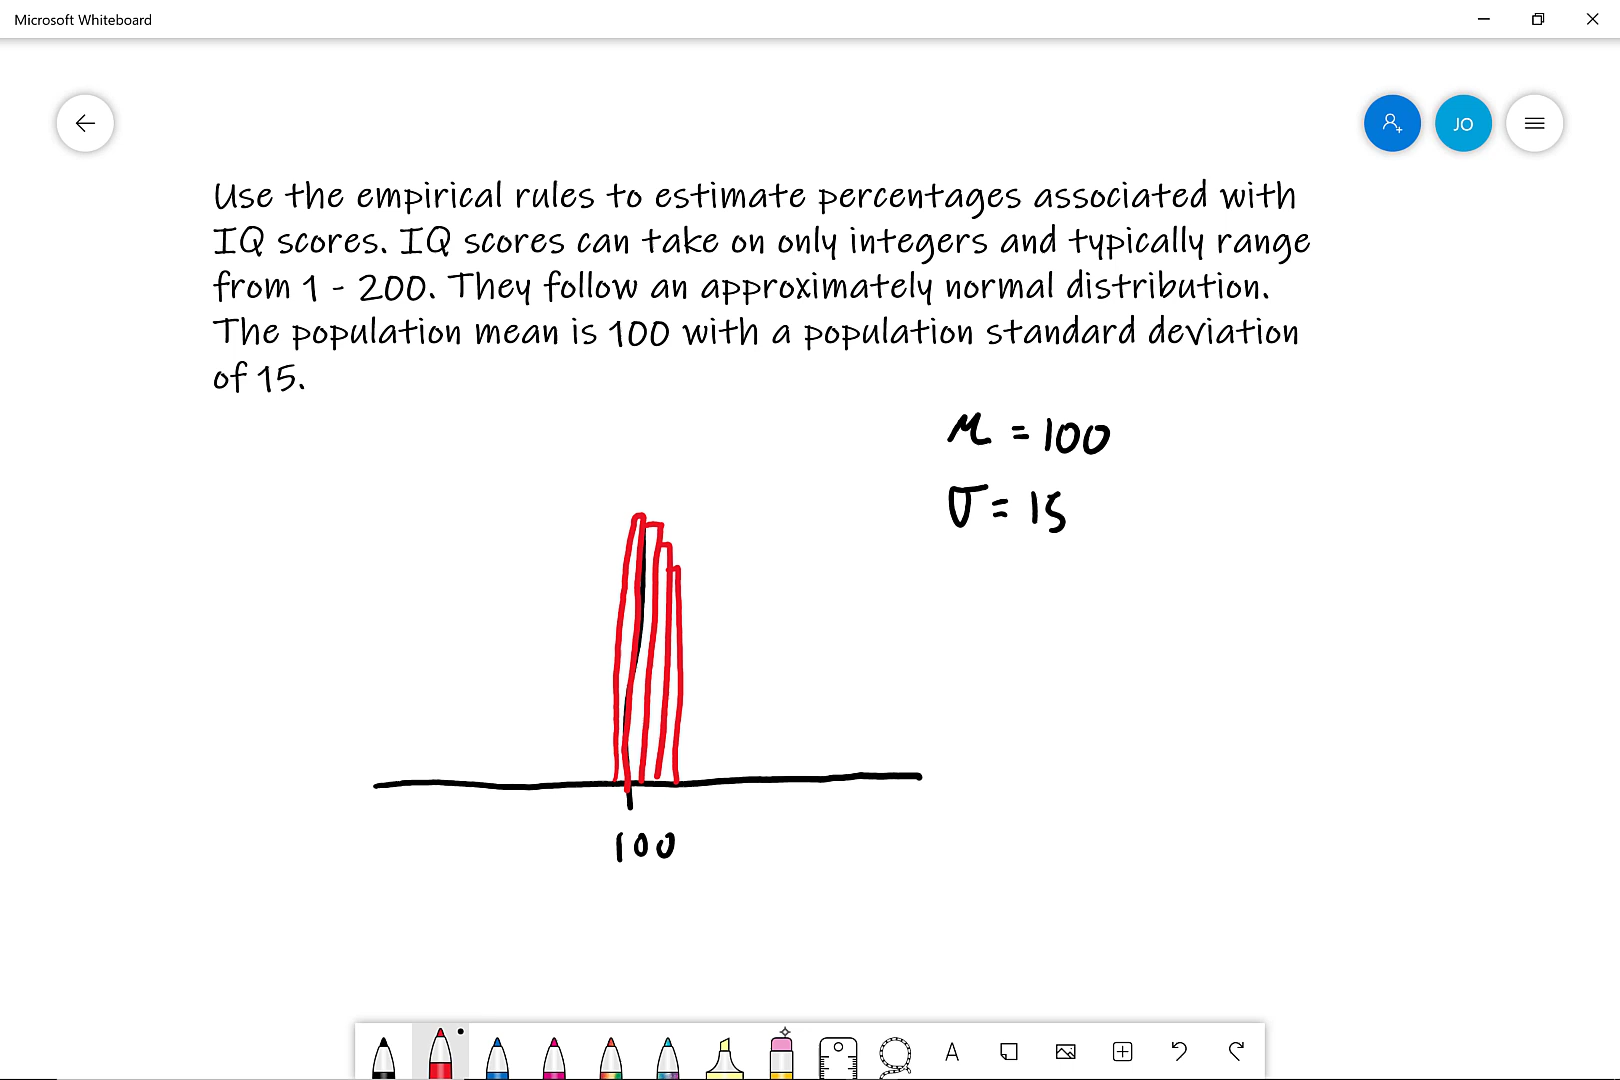 Microsoft Whiteboard
JO
Use the empirical rules to estimate percentages associated with
IQ scores. IQ scores can take on only integers and typically range
from 1 - 200. They follow an approximately normal distribution.
The population mean is 100 with a population standard deviation
of 15.
μ = 100
σ = 15
100
A